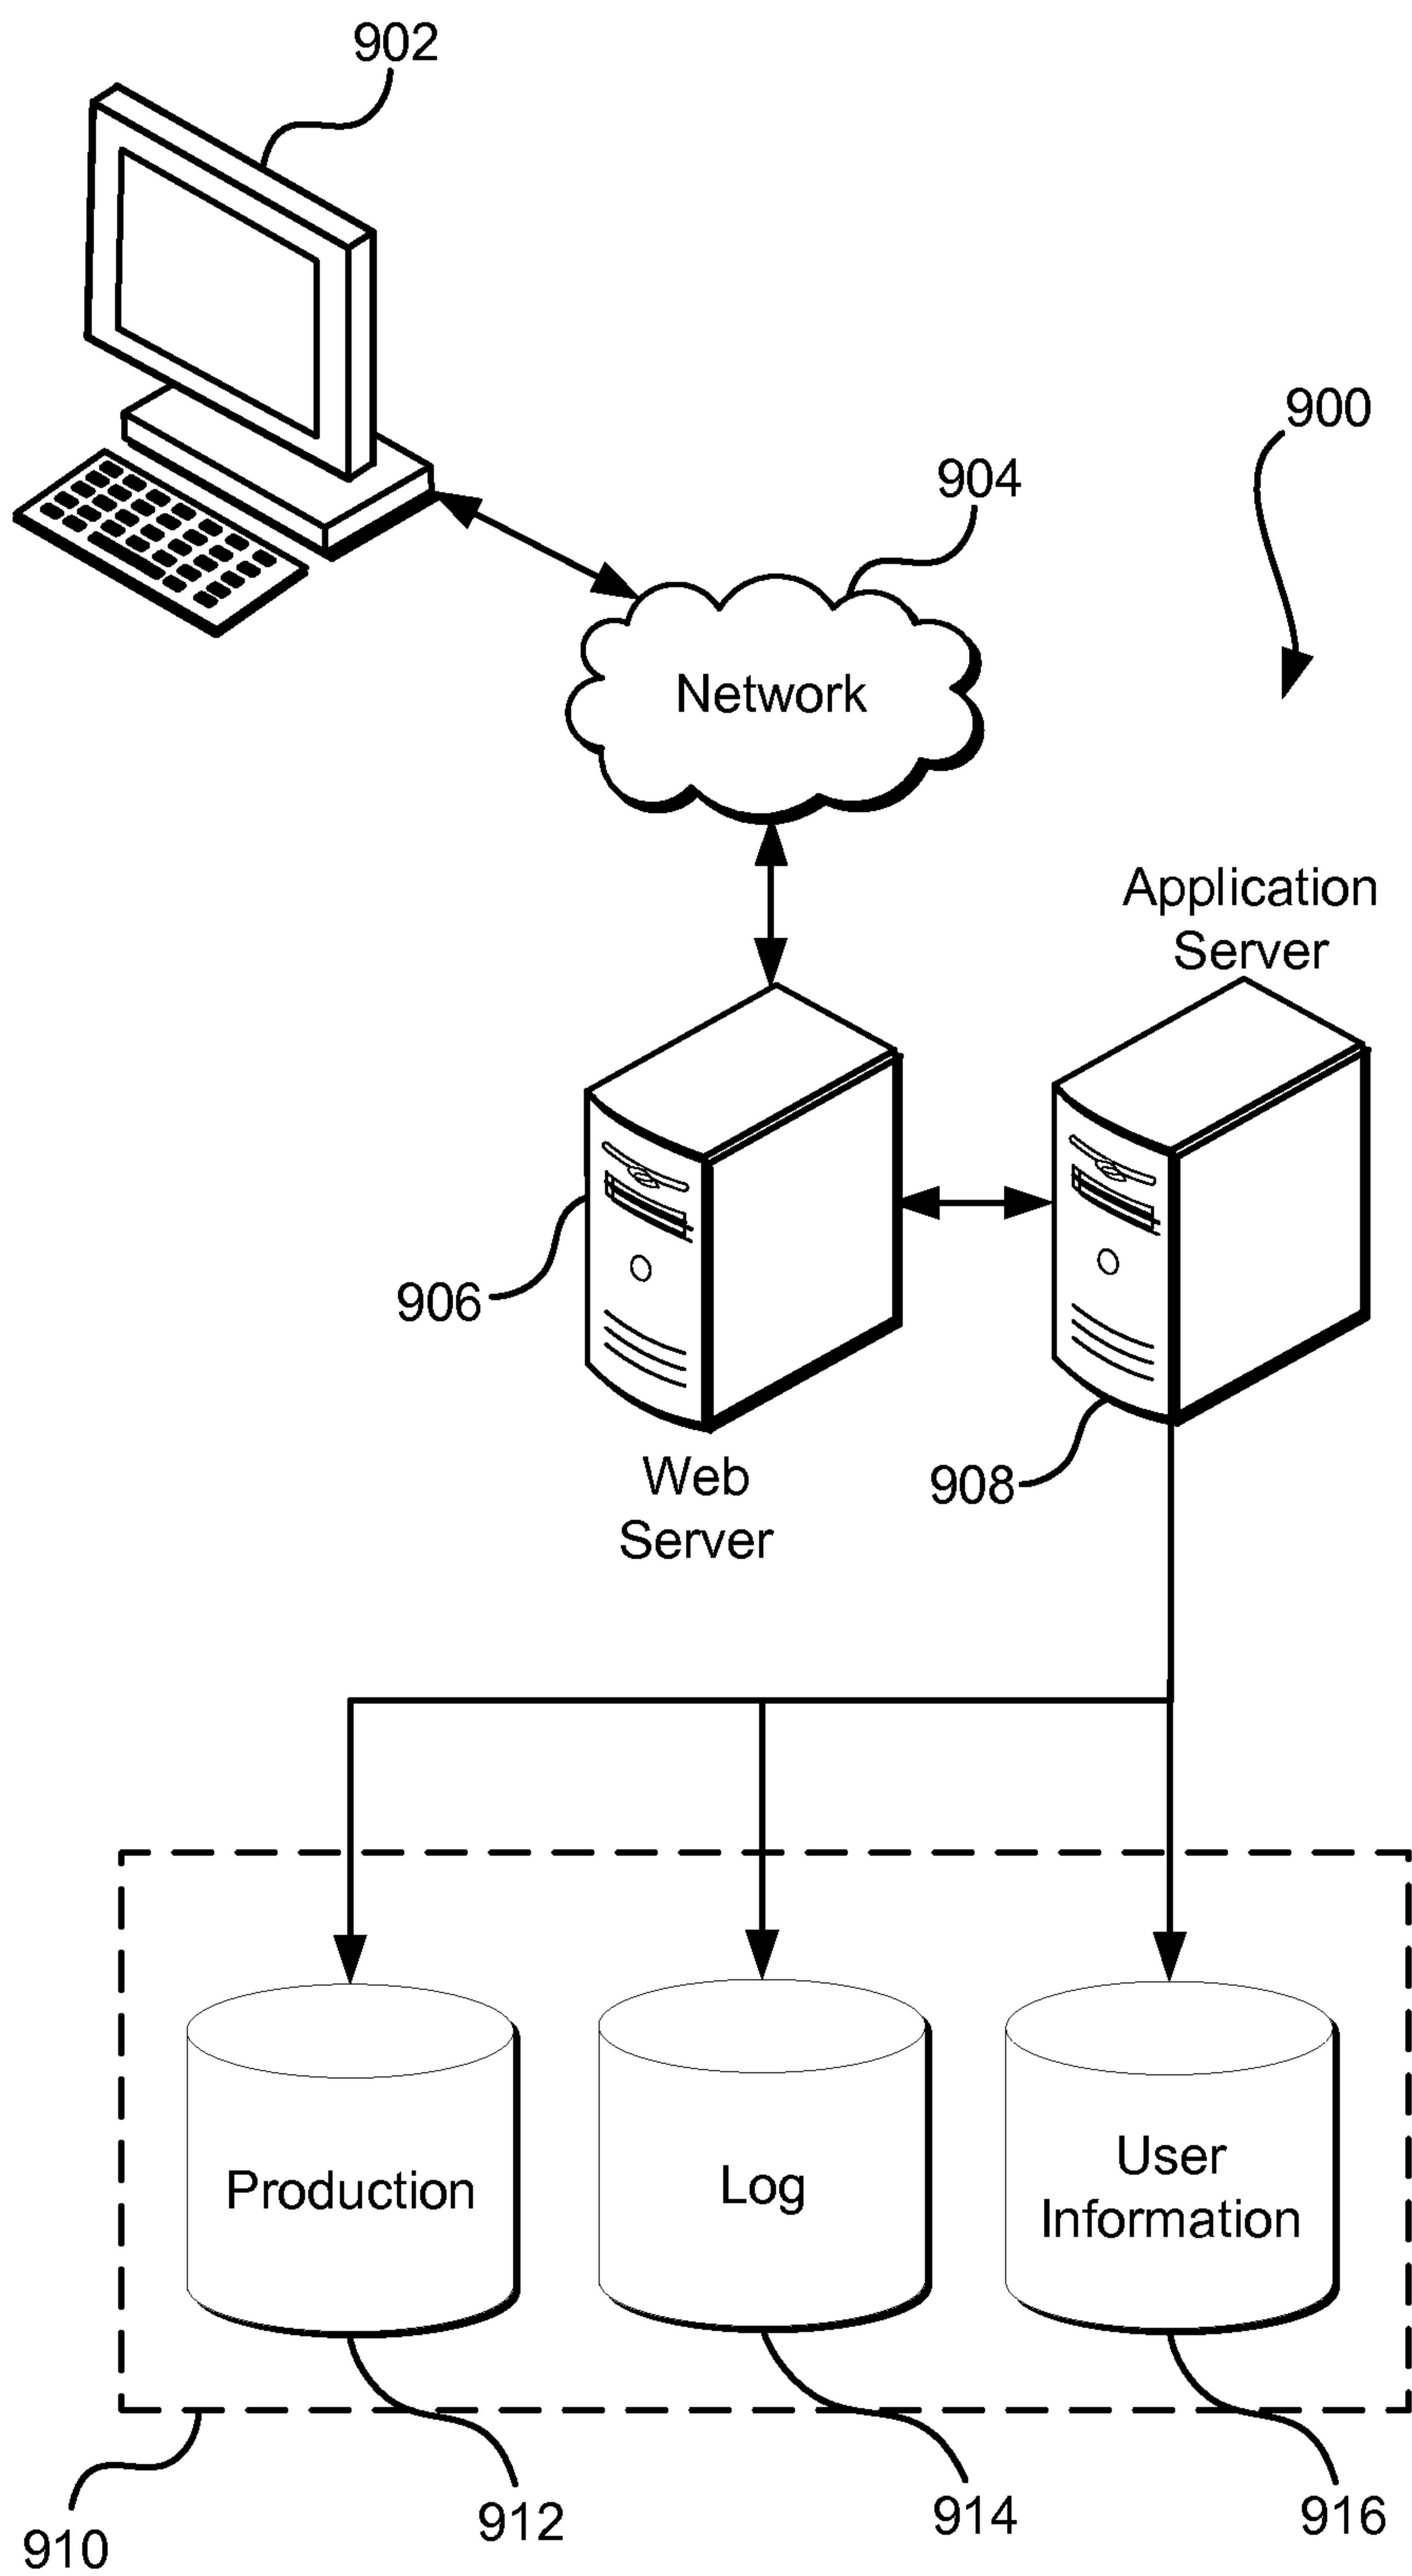 902
900
904
Network
Application
Server
906
Web
Server
908
Production
Log
User
Information
910
912
914
916